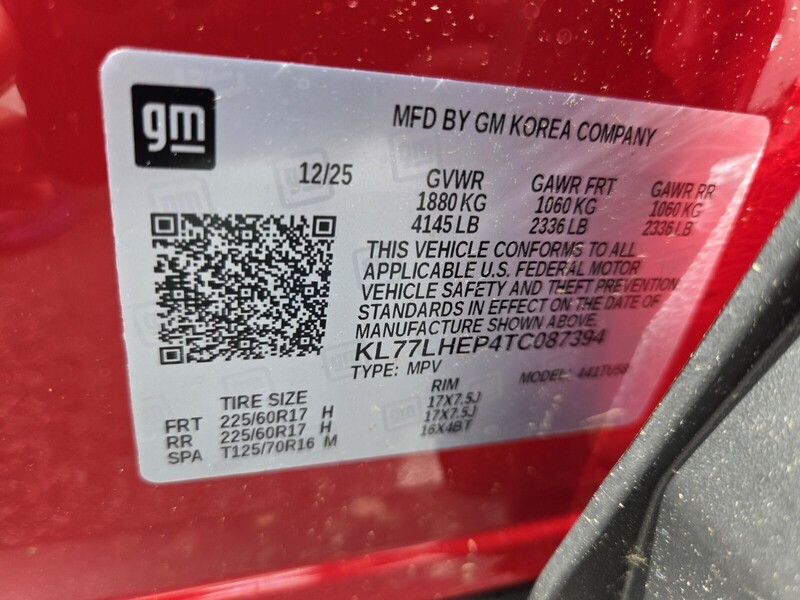 gm
MFD BY GM KOREA COMPANY
12/25 GVWR GAWR FRT GAWR RR
1880 KG 1060 KG 1060 KG
4145 LB 2336 LB 2336 LB
THIS VEHICLE CONFORMS TO ALL
APPLICABLE U.S. FEDERAL MOTOR
VEHICLE SAFETY AND THEFT PREVENTION
STANDARDS IN EFFECT ON THE DATE OF
MANUFACTURE SHOWN ABOVE.
KL77LHEP4TC087394
TYPE: MPV MODEL:
TIRE SIZE RIM
FRT 225/60R17 H 17X7.5J
RR 225/60R17 H 17X7.5J
SPA T125/70R16 M 16X4BT